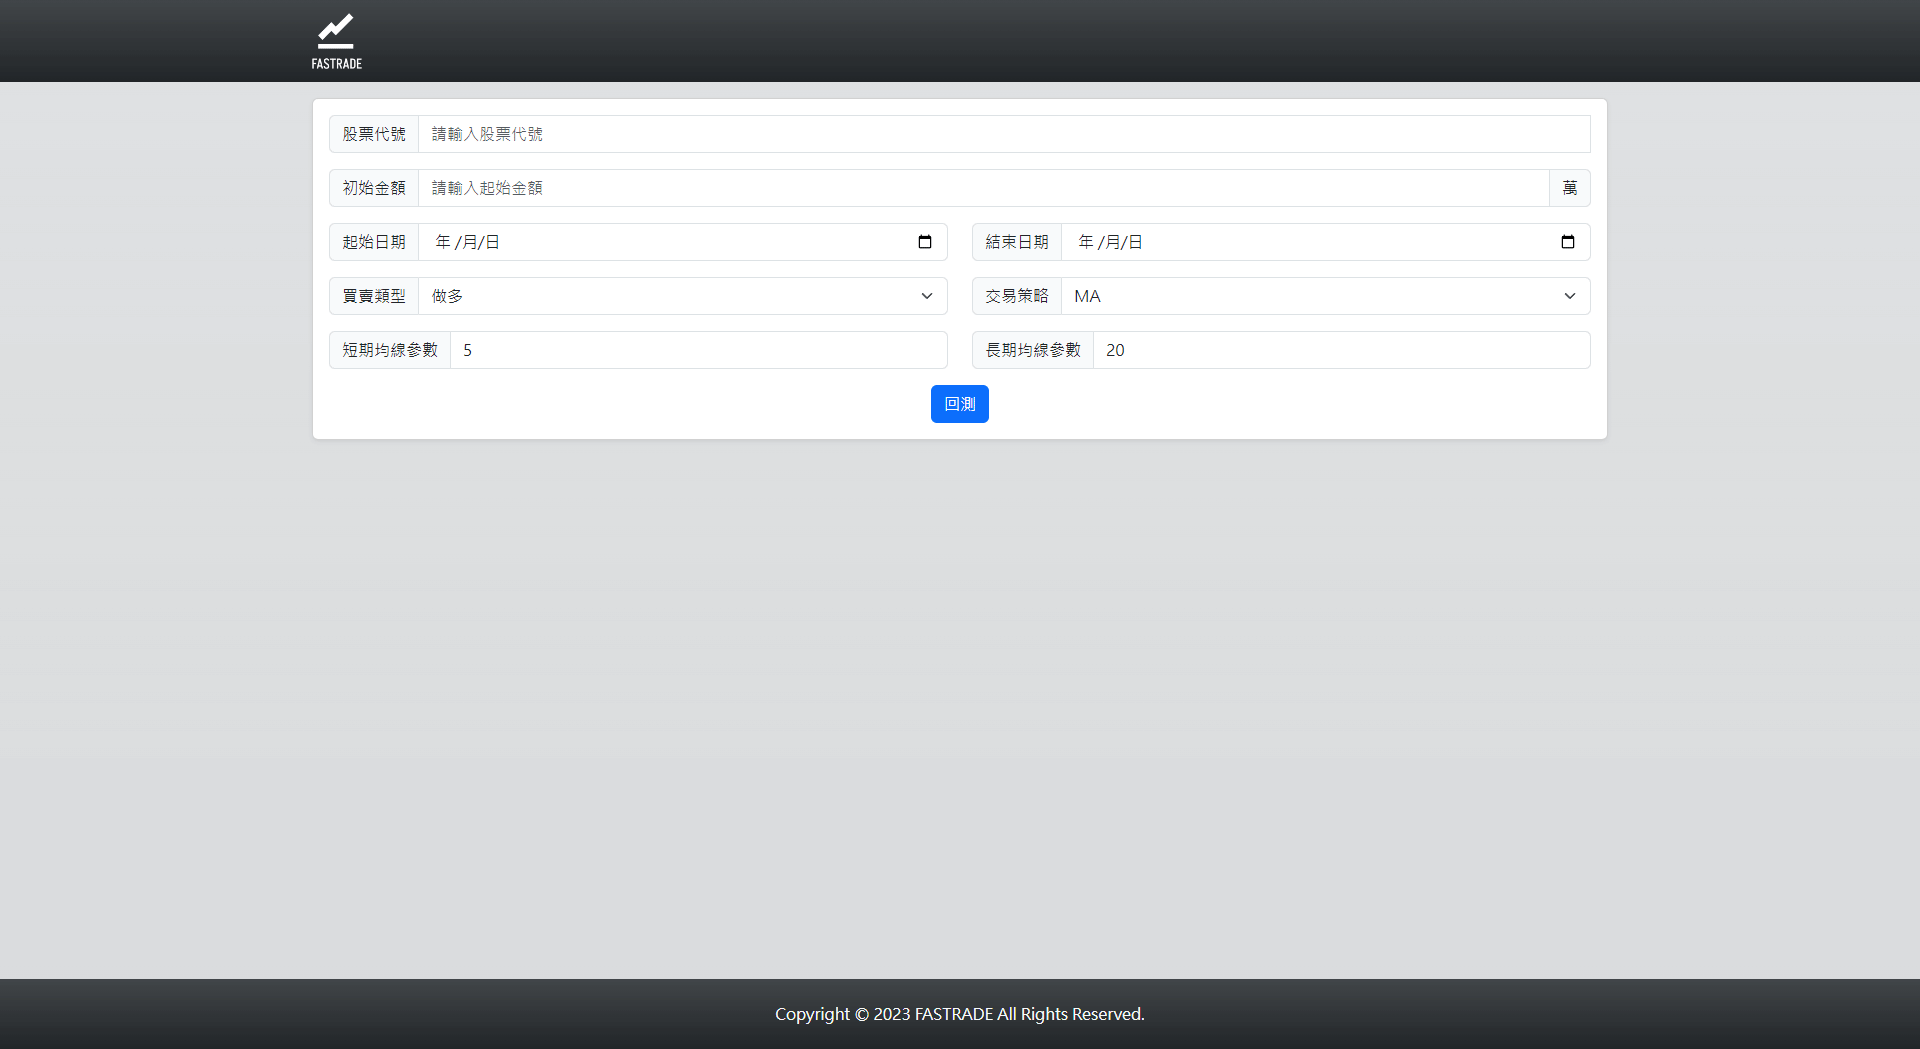 FASTRADE
股票代號 請輸入股票代號
初始金額 請輸入起始金額 萬
起始日期 年 /月/日 結束日期 年 /月/日
買賣類型 做多 交易策略 MA
短期均線參數 5 長期均線參數 20
回測
Copyright © 2023 FASTRADE All Rights Reserved.